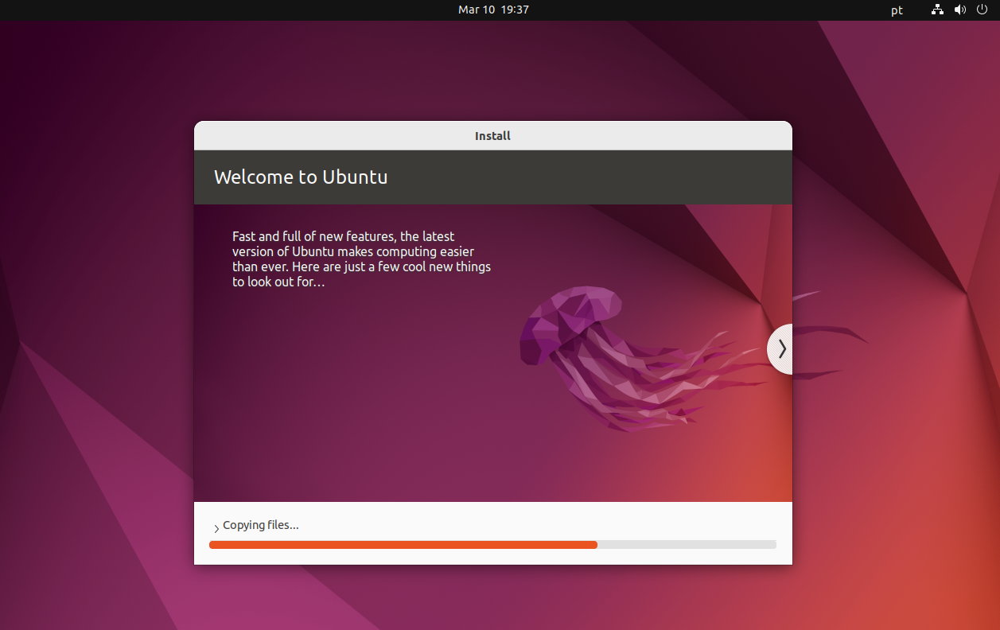 Mar 10 19:37
pt
Install
Welcome to Ubuntu
Fast and full of new features, the latest
version of Ubuntu makes computing easier
than ever. Here are just a few cool new things
to look out for…
Copying files…